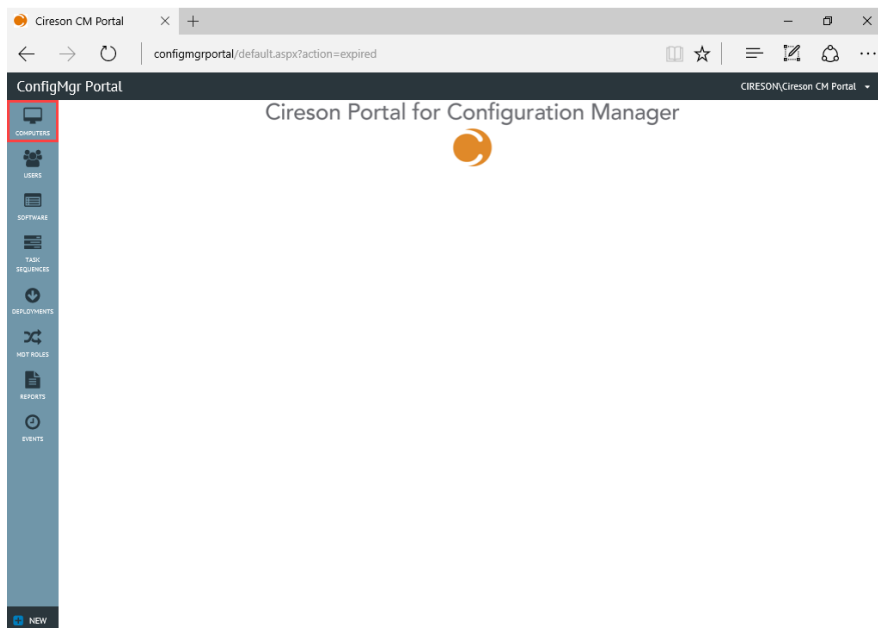 Cireson CM Portal
configmgrportal/default.aspx?action=expired
ConfigMgr Portal
CIRESON\Cireson CM Portal
Cireson Portal for Configuration Manager
COMPUTERS
USERS
SOFTWARE
TASK
SEQUENCES
DEPLOYMENTS
MDT ROLES
REPORTS
EVENTS
NEW